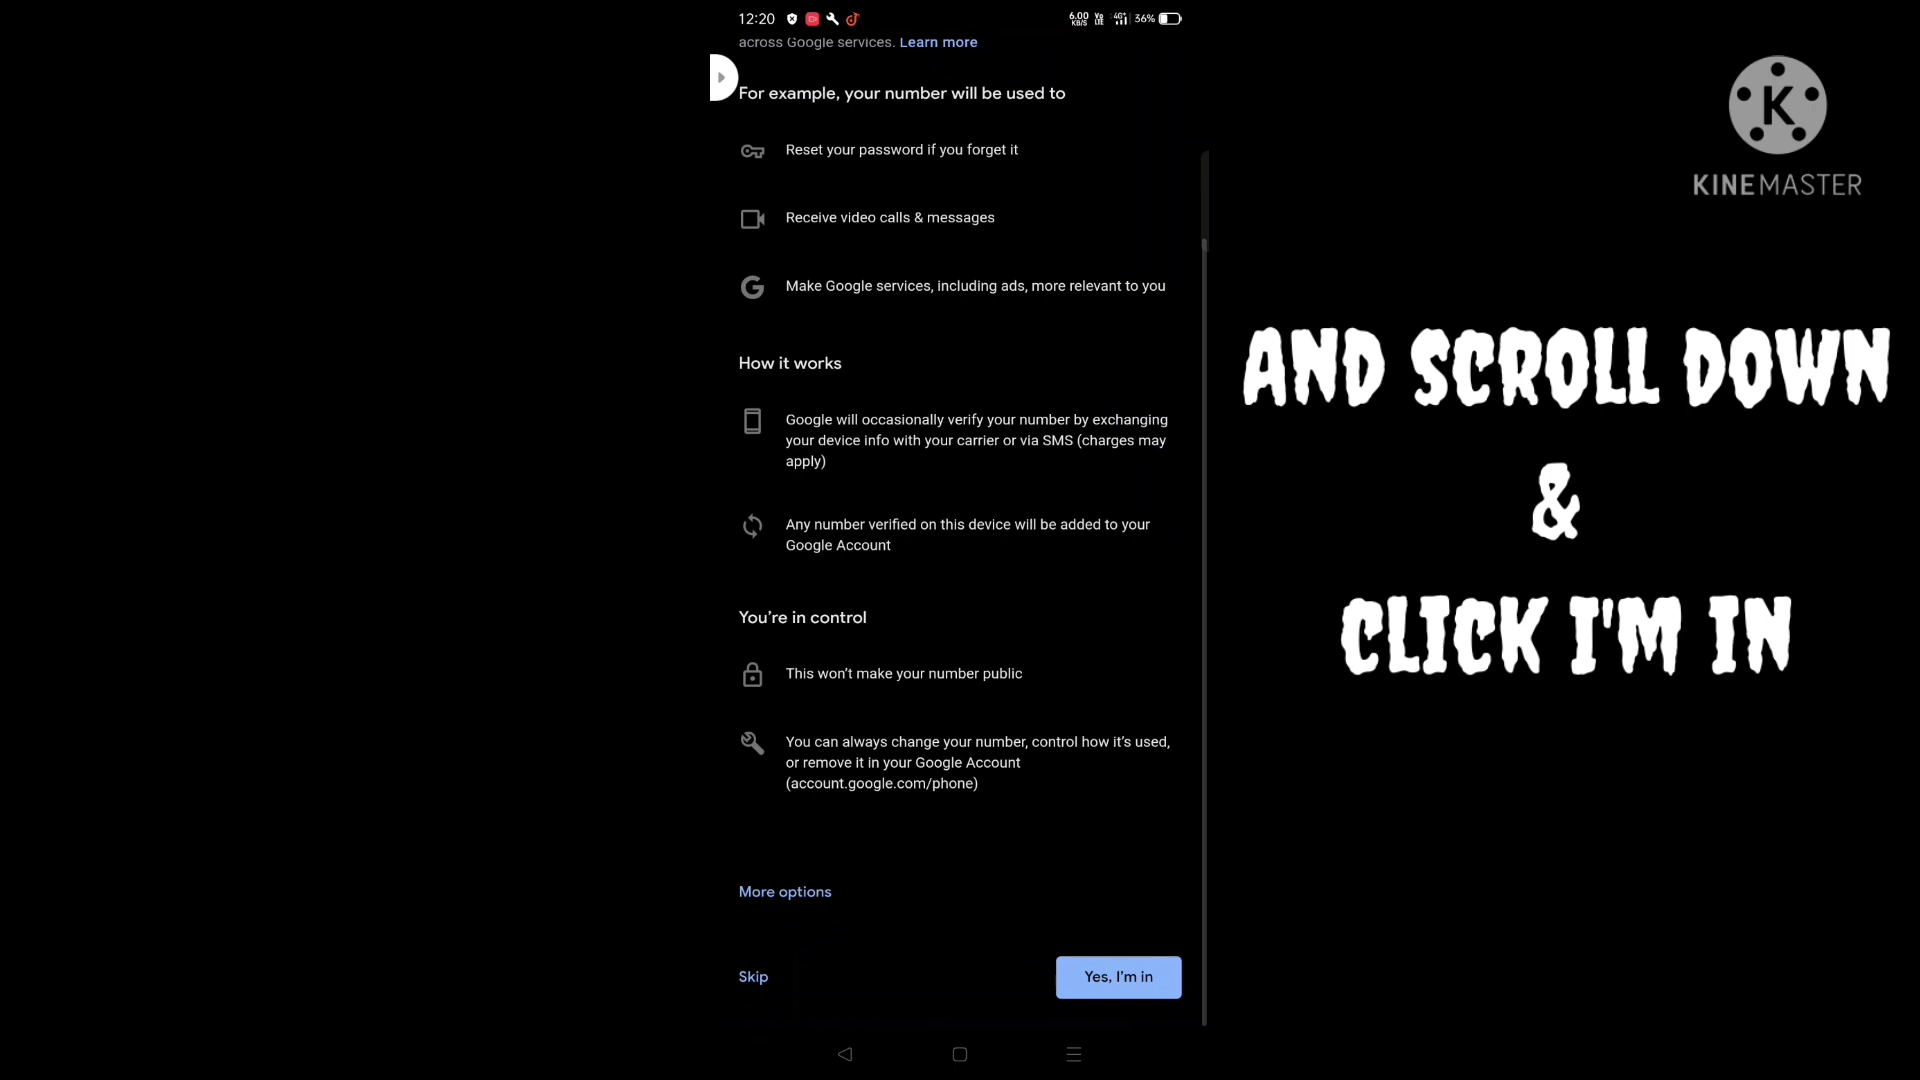 12:20 6.00 KB/S Vo LTE 4G+ 36%
across Google services. Learn more
For example, your number will be used to
Reset your password if you forget it
Receive video calls & messages
Make Google services, including ads, more relevant to you
How it works
Google will occasionally verify your number by exchanging
your device info with your carrier or via SMS (charges may
apply)
Any number verified on this device will be added to your
Google Account
You're in control
This won't make your number public
You can always change your number, control how it's used,
or remove it in your Google Account
(account.google.com/phone)
More options
Skip
Yes, I'm in
K
KINEMASTER
AND SCROLL DOWN
&
CLICK I'M IN